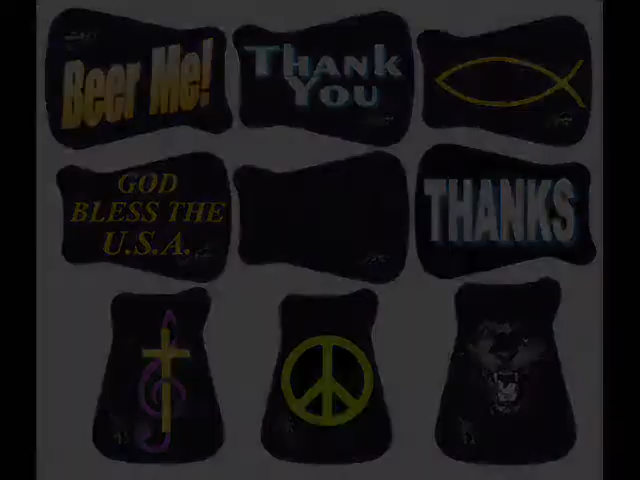 Beer Me!
THANK
YOU
GOD
BLESS THE
U.S.A.
THANKS